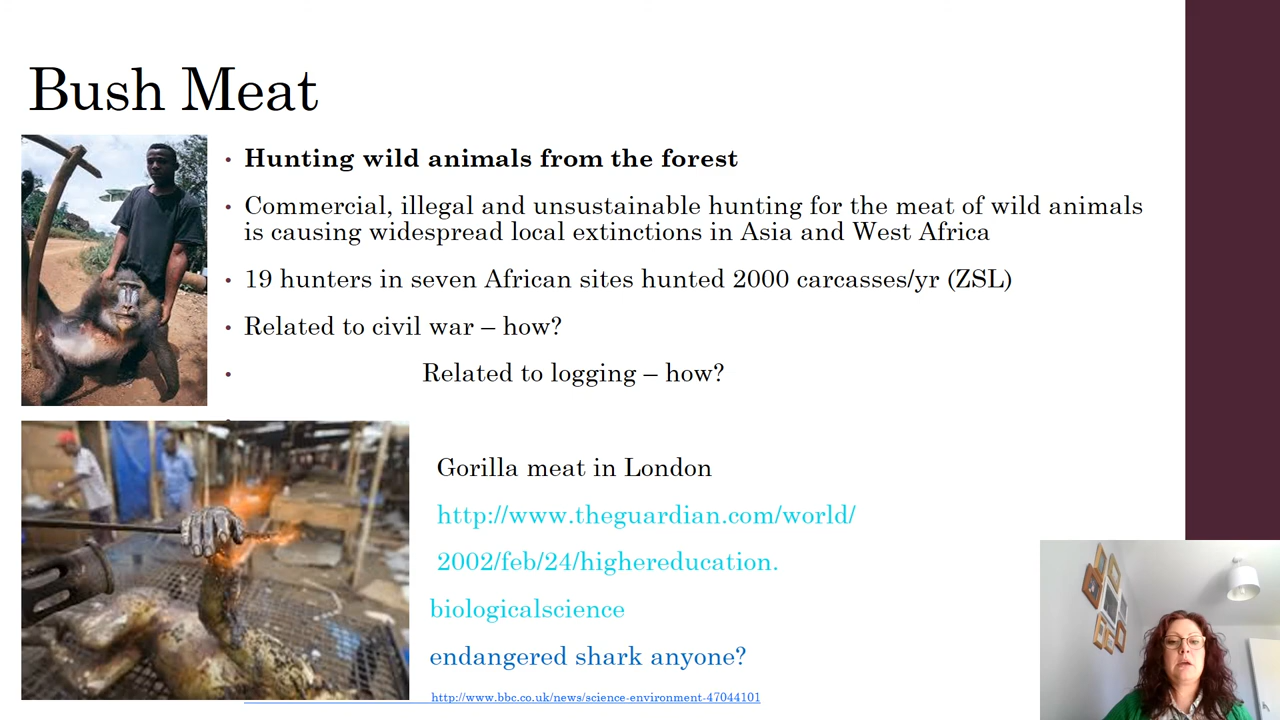 Bush Meat
Hunting wild animals from the forest
Commercial, illegal and unsustainable hunting for the meat of wild animals
is causing widespread local extinctions in Asia and West Africa
19 hunters in seven African sites hunted 2000 carcasses/yr (ZSL)
Related to civil war – how?
Related to logging – how?
Gorilla meat in London
http://www.theguardian.com/world/
2002/feb/24/highereducation.
biologicalscience
endangered shark anyone?
http://www.bbc.co.uk/news/science-environment-47044101